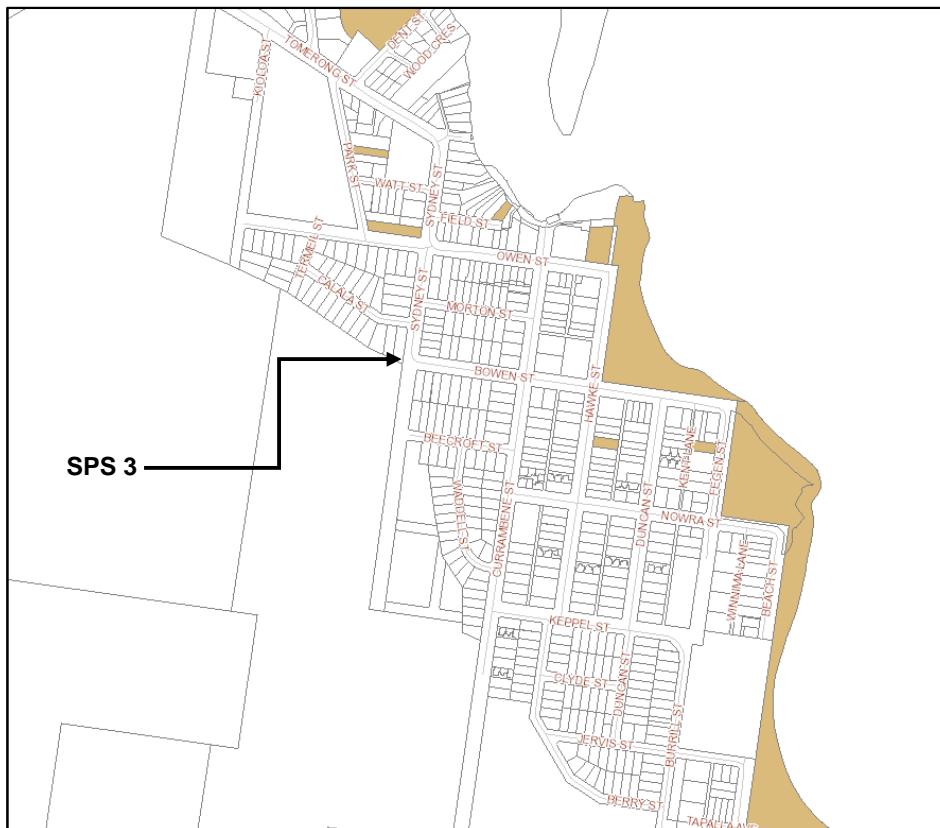 DENT ST
WOOD CRES
TOMERONG ST
KIOLOA ST
PARK ST
WATT ST
SYDNEY ST
FIELD ST
TERMEIL ST
OWEN ST
CALALA ST
SYDNEY ST
MORTON ST
BOWEN ST
HAWKE ST
BEECROFT ST
KENT LANE
FEGEN ST
SPS 3
WADDELL ST
CURRAMBENE ST
DUNCAN ST
NOWRA ST
WINNIMA LANE
BEACH ST
KEPPEL ST
CLYDE ST
DUNCAN ST
BURRILL ST
JERVIS ST
BERRY ST